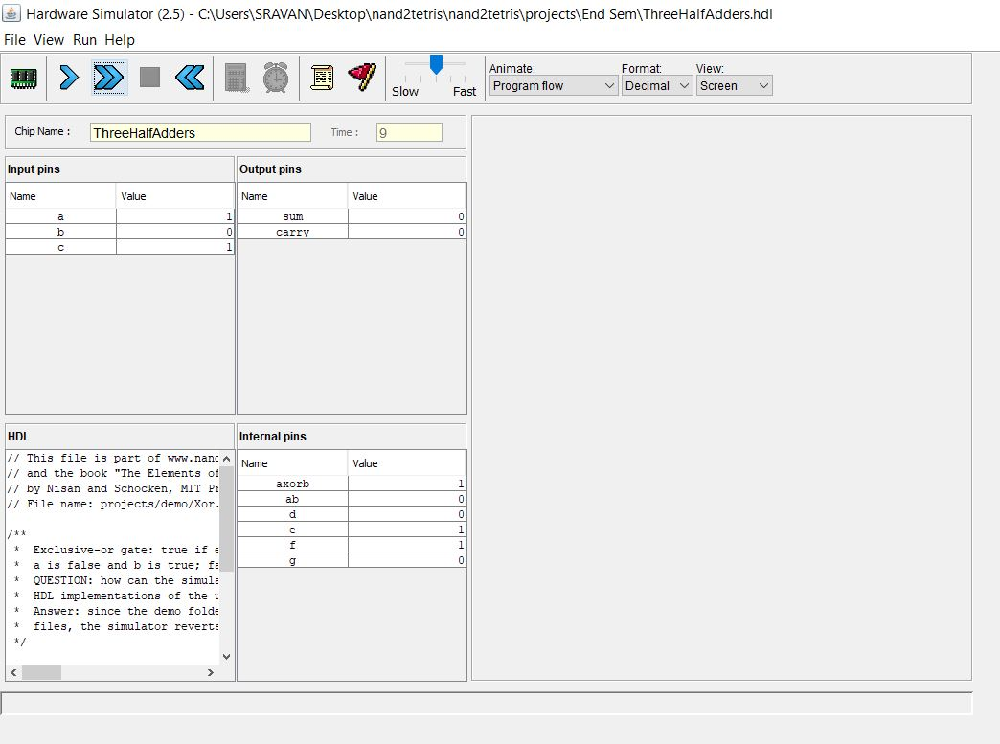 Hardware Simulator (2.5) - C:\Users\SRAVAN\Desktop\nand2tetris\nand2tetris\projects\End Sem\ThreeHalfAdders.hdl
File View Run Help
Slow Fast
Animate: Format: View:
Program flow Decimal Screen
Chip Name : ThreeHalfAdders Time : 9
Input pins
Name Value
a 1
b 0
c 1
Output pins
Name Value
sum 0
carry 0
HDL
// This file is part of www.nand
// and the book "The Elements of
// by Nisan and Schocken, MIT Pr
// File name: projects/demo/Xor.
/**
* Exclusive-or gate: true if e
* a is false and b is true; fa
* QUESTION: how can the simula
* HDL implementations of the u
* Answer: since the demo folde
* files, the simulator reverts
*/
Internal pins
Name Value
axorb 1
ab 0
d 0
e 1
f 1
g 0